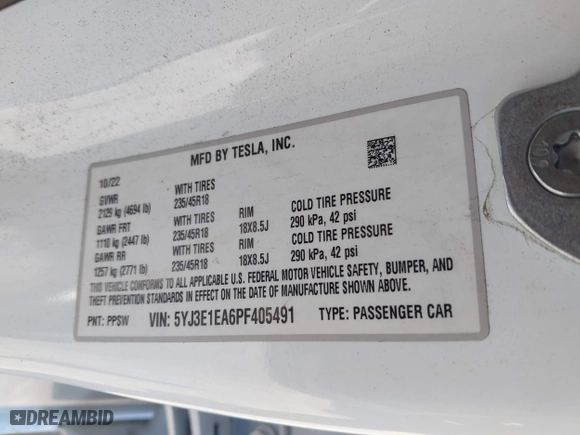 MFD BY TESLA, INC.
10/22
GVWR WITH TIRES
2129 kg (4694 lb) 235/45R18 RIM COLD TIRE PRESSURE
GAWR FRT WITH TIRES 18X8.5J 290 kPa, 42 psi
1110 kg (2447 lb) 235/45R18 RIM COLD TIRE PRESSURE
GAWR RR WITH TIRES 18X8.5J 290 kPa, 42 psi
1257 kg (2771 lb) 235/45R18
THIS VEHICLE CONFORMS TO ALL APPLICABLE U.S. FEDERAL MOTOR VEHICLE SAFETY, BUMPER, AND
THEFT PREVENTION STANDARDS IN EFFECT ON THE DATE OF MANUFACTURE SHOWN ABOVE.
PNT: PPSW VIN: 5YJ3E1EA6PF405491 TYPE: PASSENGER CAR
DREAMBID